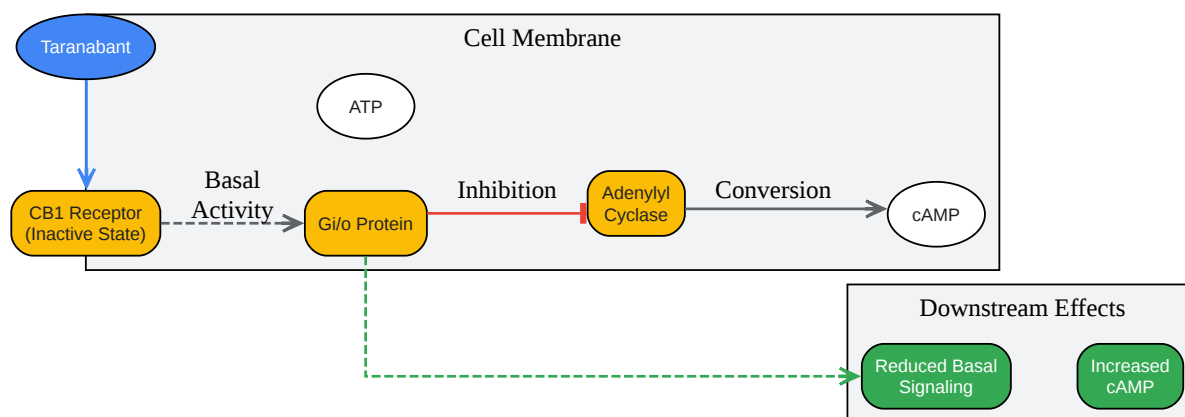 Taranabant
Cell Membrane
ATP
CB1 Receptor
(Inactive State)
Basal
Activity
Gi/o Protein
Inhibition
Adenylyl
Cyclase
Conversion
cAMP
Downstream Effects
Reduced Basal
Signaling
Increased
cAMP